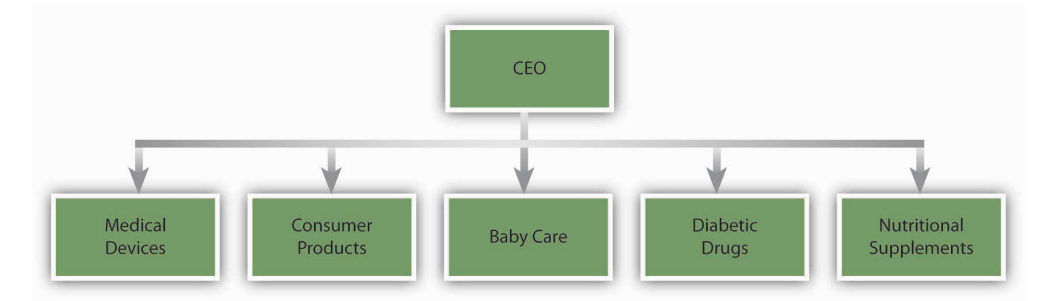 CEO
Medical
Devices
Consumer
Products
Baby Care
Diabetic
Drugs
Nutritional
Supplements